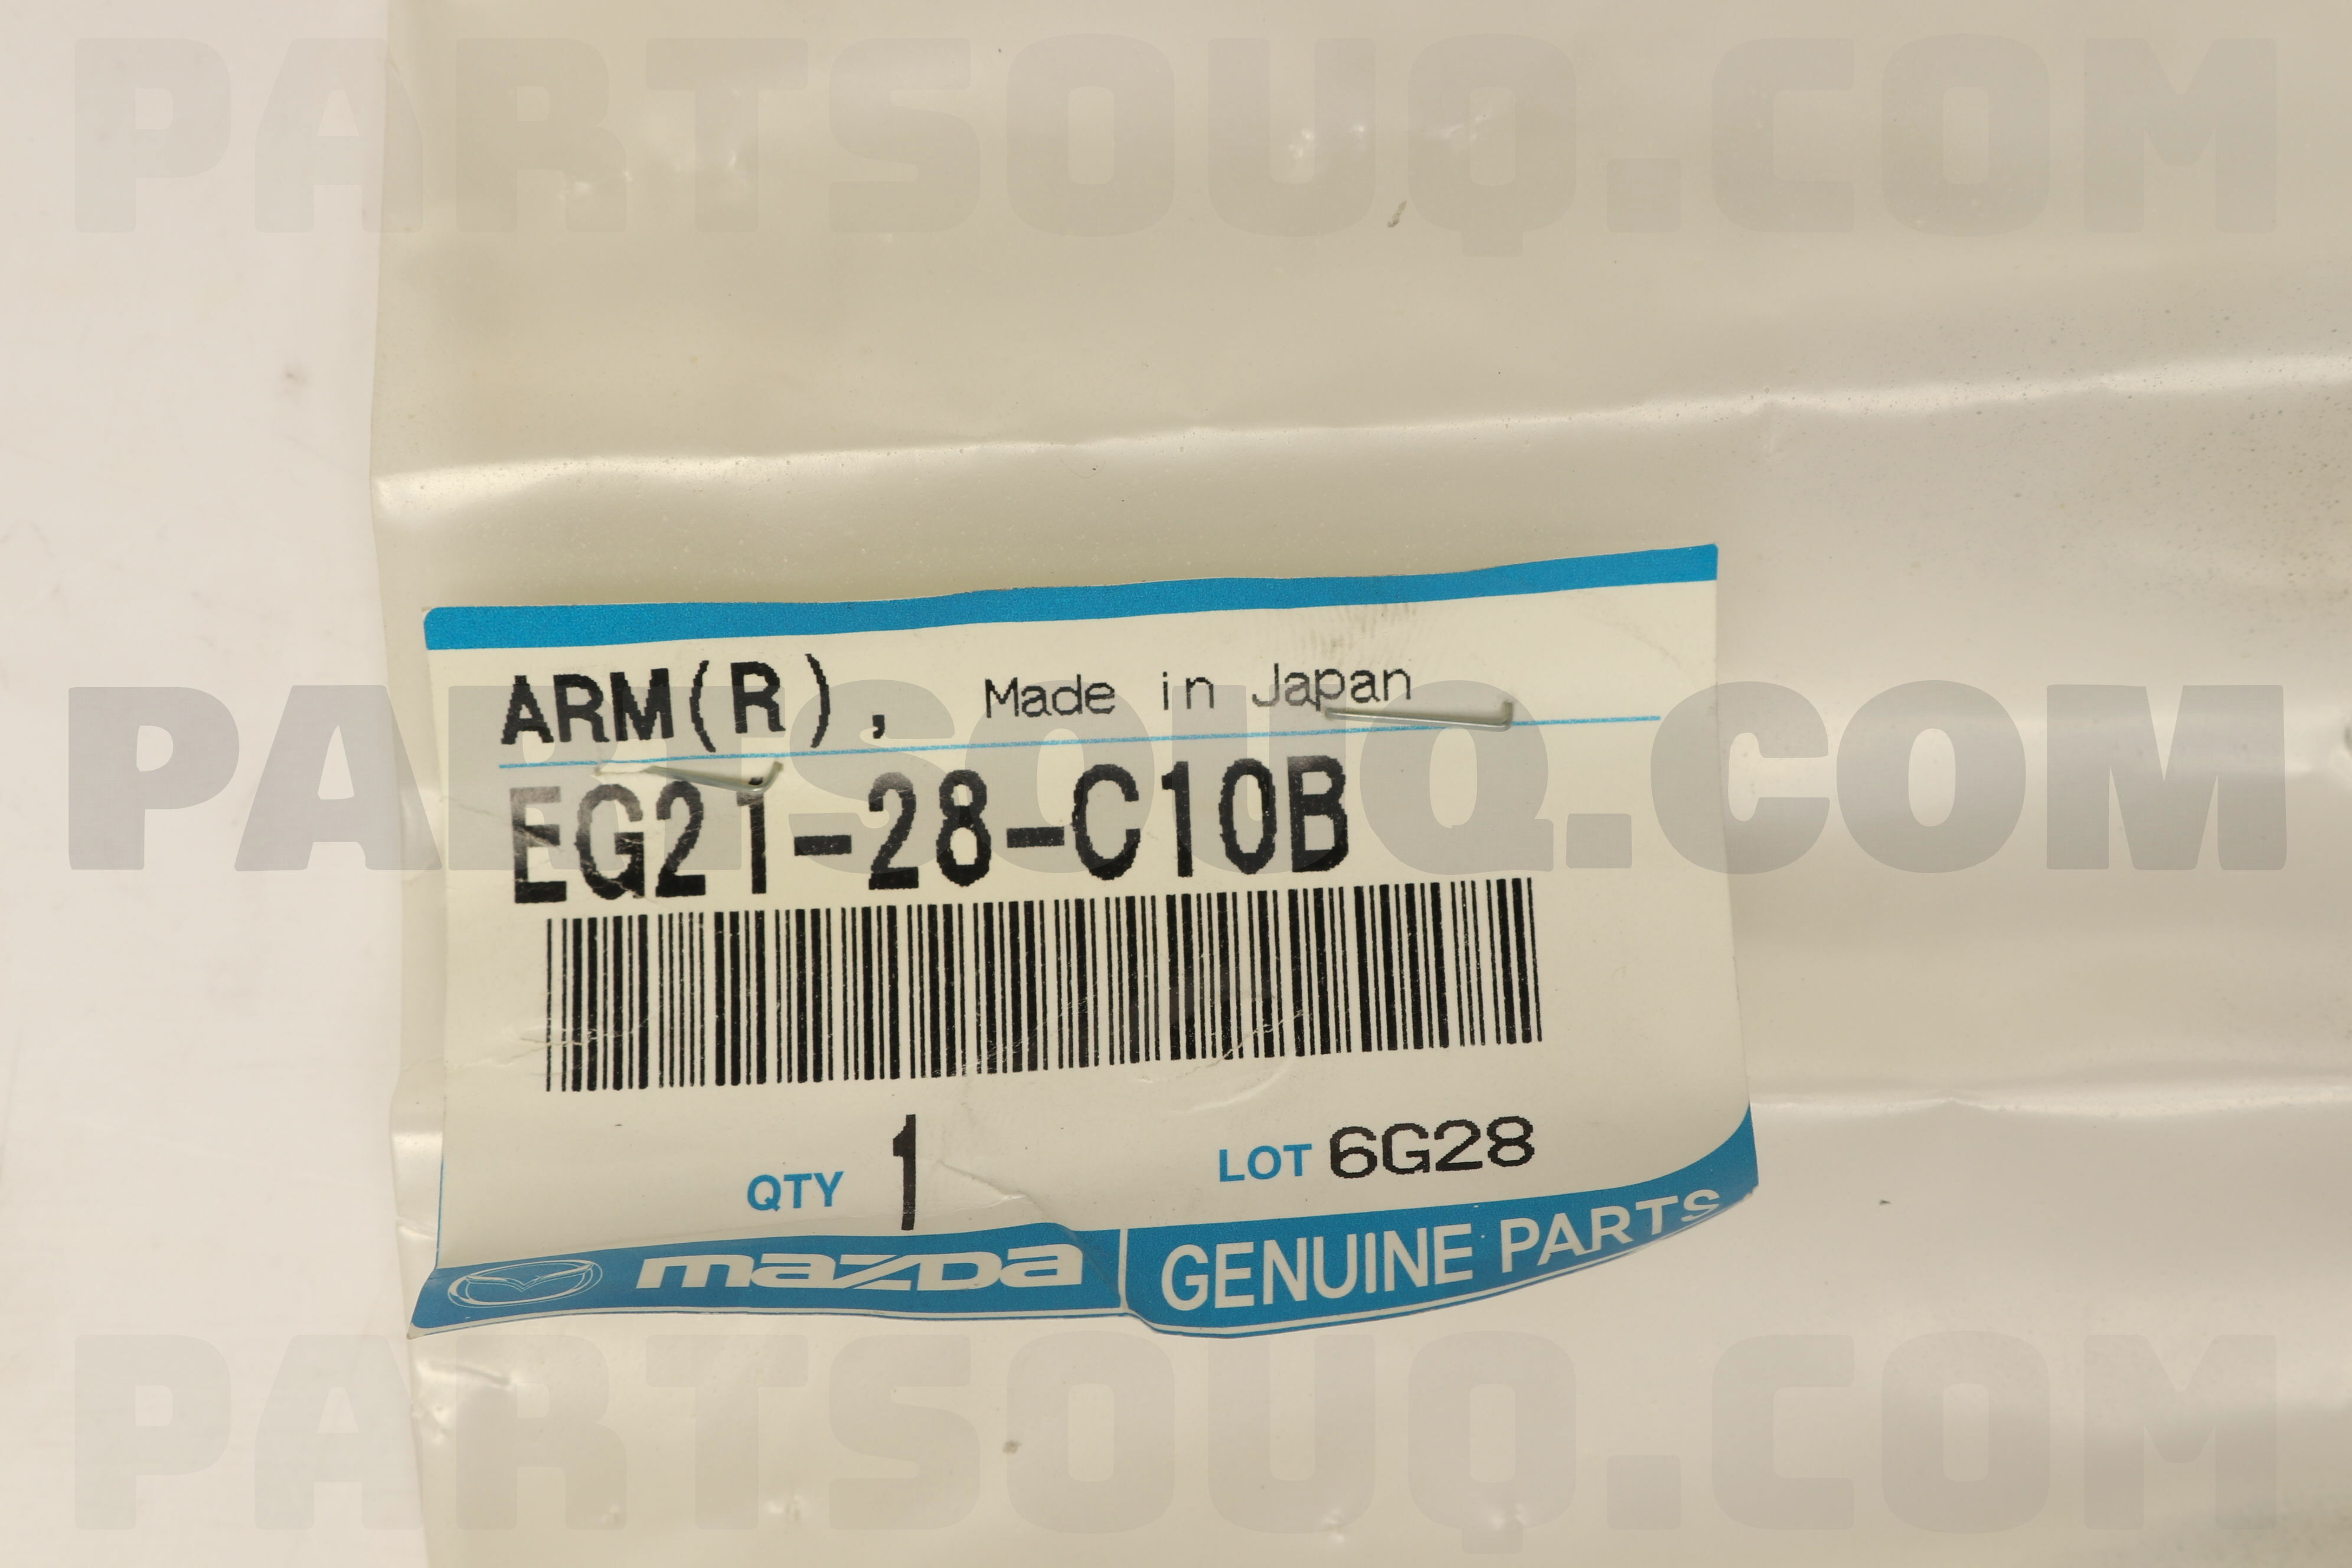 PARTSOUQ.COM
ARM(R), Made in Japan
PARTSOUQ.COM
EG21-28-C10B
QTY 1 LOT 6G28
mazda GENUINE PARTS
PARTSOUQ.COM